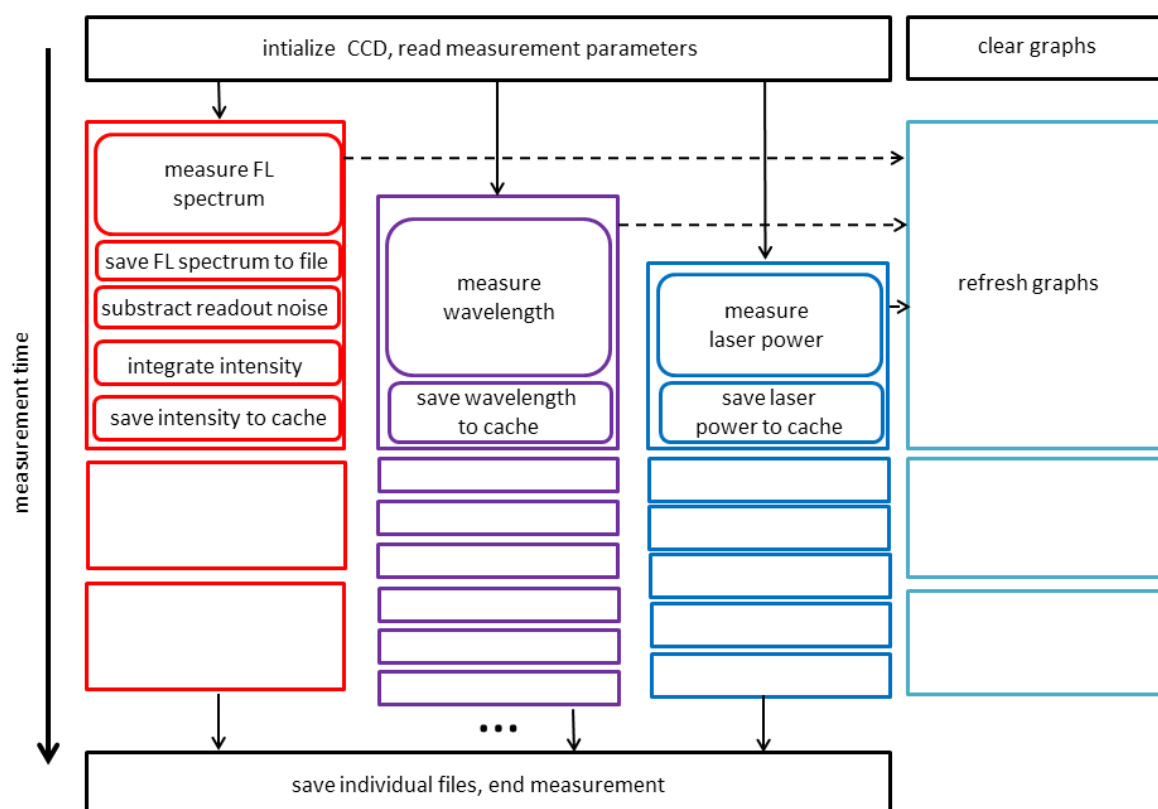 intialize CCD, read measurement parameters
clear graphs
measurement time
measure FL
spectrum
save FL spectrum to file
substract readout noise
integrate intensity
save intensity to cache
measure
wavelength
save wavelength
to cache
measure
laser power
save laser
power to cache
refresh graphs
...
save individual files, end measurement